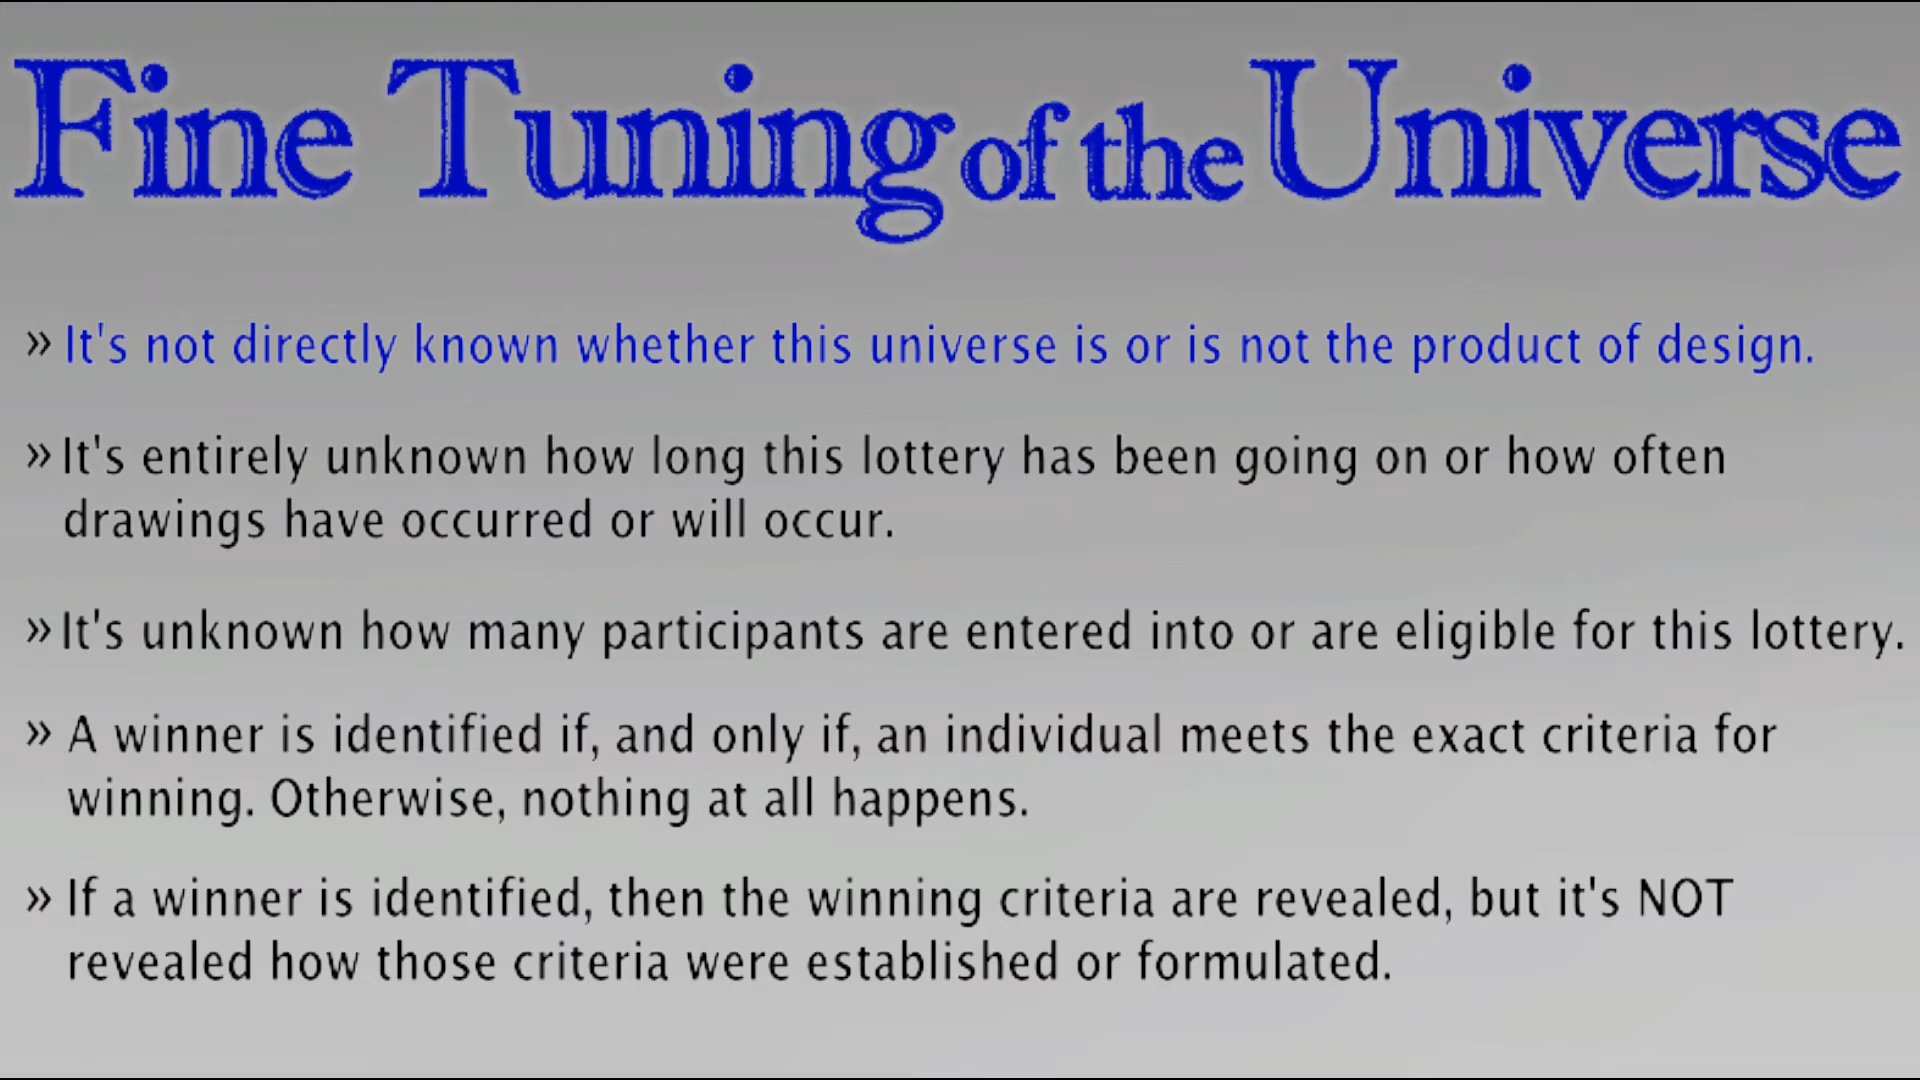 Fine Tuning of the Universe
» It's not directly known whether this universe is or is not the product of design.
» It's entirely unknown how long this lottery has been going on or how often
drawings have occurred or will occur.
» It's unknown how many participants are entered into or are eligible for this lottery.
» A winner is identified if, and only if, an individual meets the exact criteria for
winning. Otherwise, nothing at all happens.
» If a winner is identified, then the winning criteria are revealed, but it's NOT
revealed how those criteria were established or formulated.